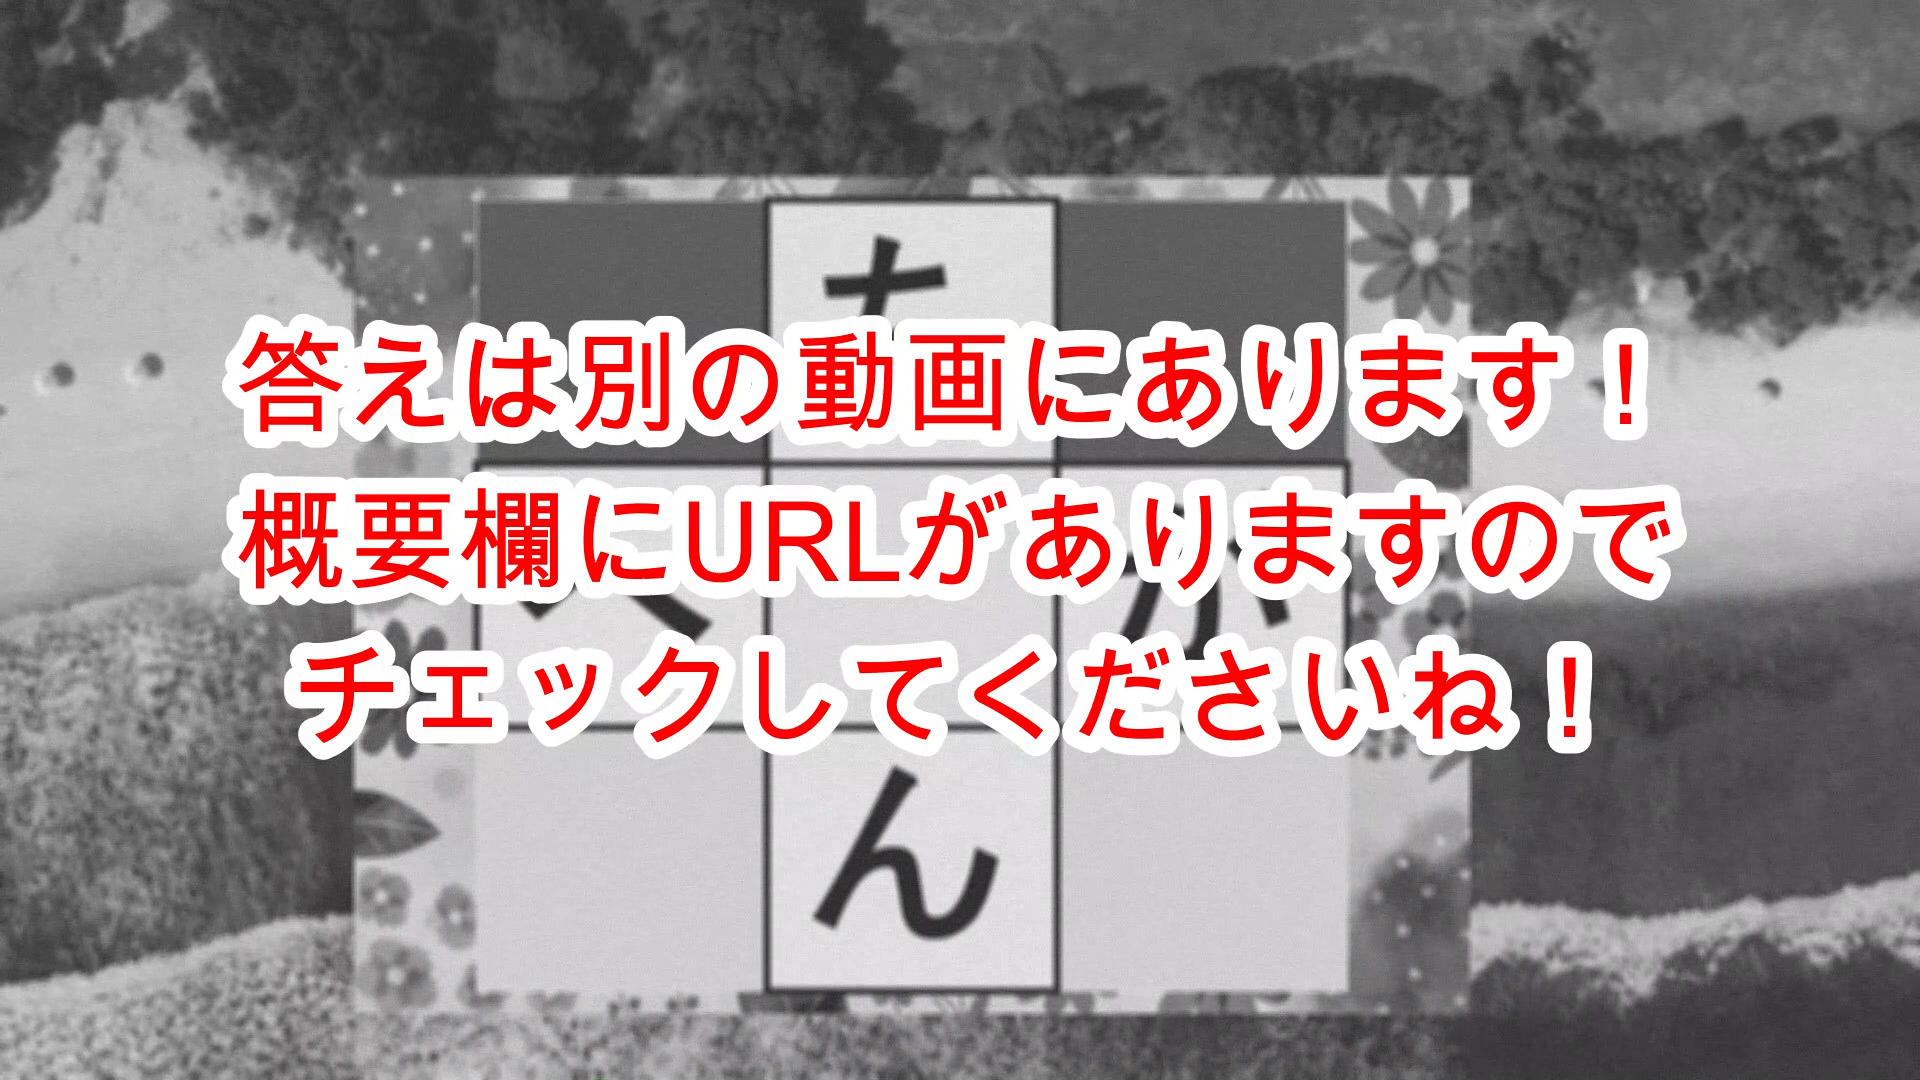 答えは別の動画にあります！
概要欄にURLがありますので
チェックしてくださいね！
ん